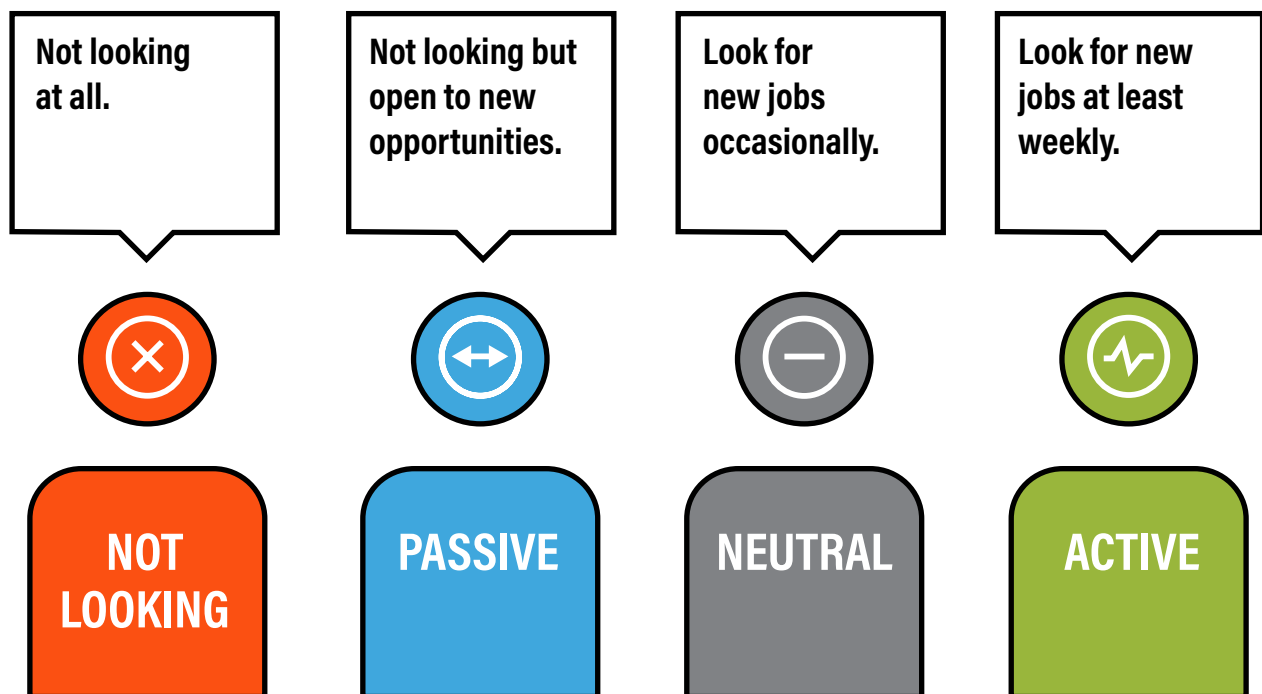 Not looking
at all.
Not looking but
open to new
opportunities.
Look for
new jobs
occasionally.
Look for new
jobs at least
weekly.
NOT
LOOKING
PASSIVE
NEUTRAL
ACTIVE